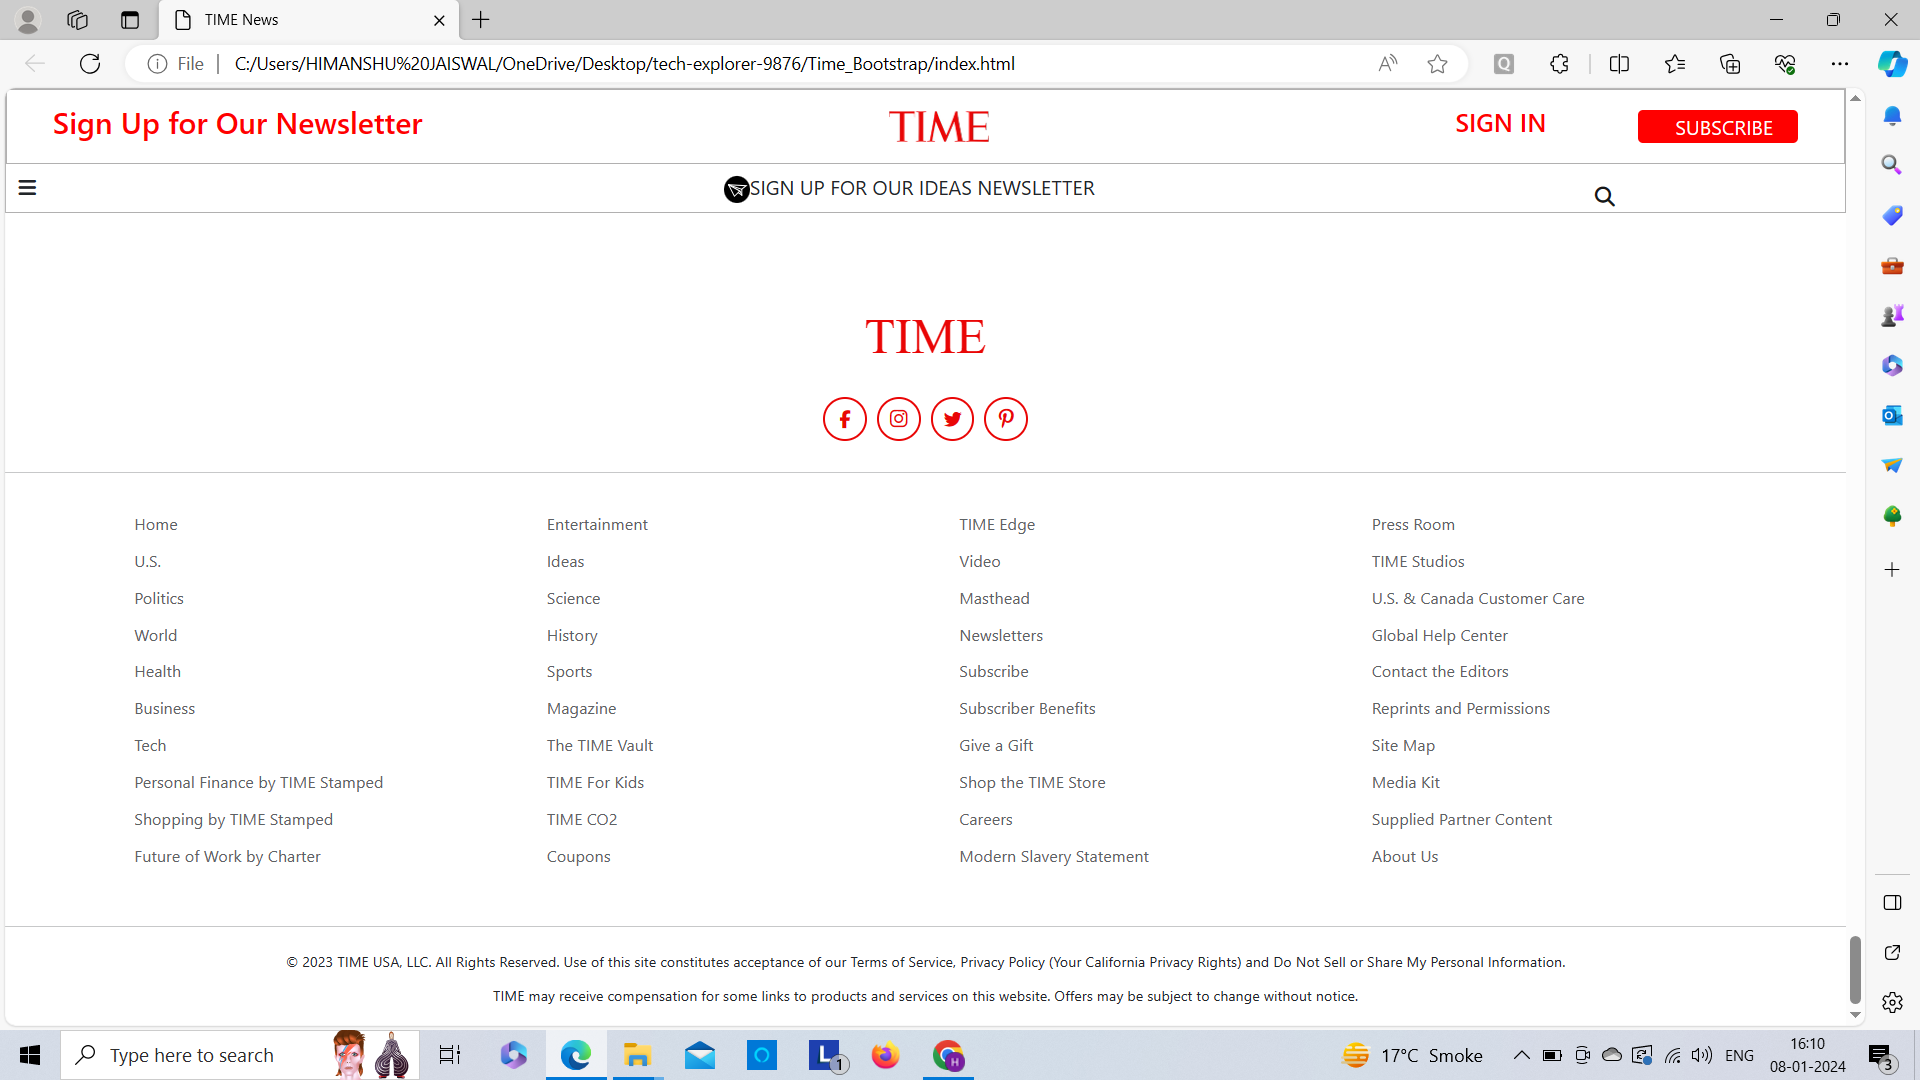 TIME News
File
C:/Users/HIMANSHU%20JAISWAL/OneDrive/Desktop/tech-explorer-9876/Time_Bootstrap/index.html
Sign Up for Our Newsletter
TIME
SIGN IN
SUBSCRIBE
SIGN UP FOR OUR IDEAS NEWSLETTER
TIME
Home
U.S.
Politics
World
Health
Business
Tech
Personal Finance by TIME Stamped
Shopping by TIME Stamped
Future of Work by Charter
Entertainment
Ideas
Science
History
Sports
Magazine
The TIME Vault
TIME For Kids
TIME CO2
Coupons
TIME Edge
Video
Masthead
Newsletters
Subscribe
Subscriber Benefits
Give a Gift
Shop the TIME Store
Careers
Modern Slavery Statement
Press Room
TIME Studios
U.S. & Canada Customer Care
Global Help Center
Contact the Editors
Reprints and Permissions
Site Map
Media Kit
Supplied Partner Content
About Us
© 2023 TIME USA, LLC. All Rights Reserved. Use of this site constitutes acceptance of our Terms of Service, Privacy Policy (Your California Privacy Rights) and Do Not Sell or Share My Personal Information.
TIME may receive compensation for some links to products and services on this website. Offers may be subject to change without notice.
Type here to search
L
1
H
17°C Smoke
ENG
16:10
08-01-2024
3